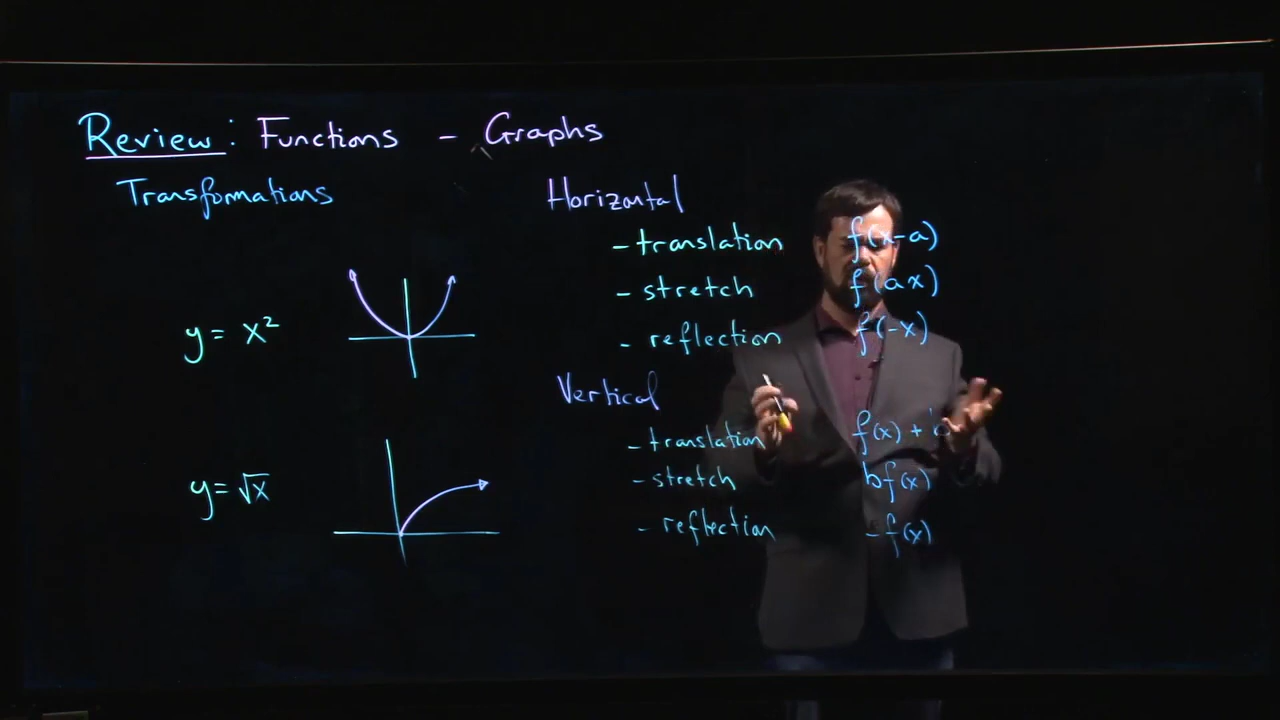 Review: Functions - Graphs
Transformations
y = x²
y = √x
Horizontal
- translation f(x-a)
- stretch f(ax)
- reflection f(-x)
Vertical
- translation f(x) + b
- stretch bf(x)
- reflection -f(x)